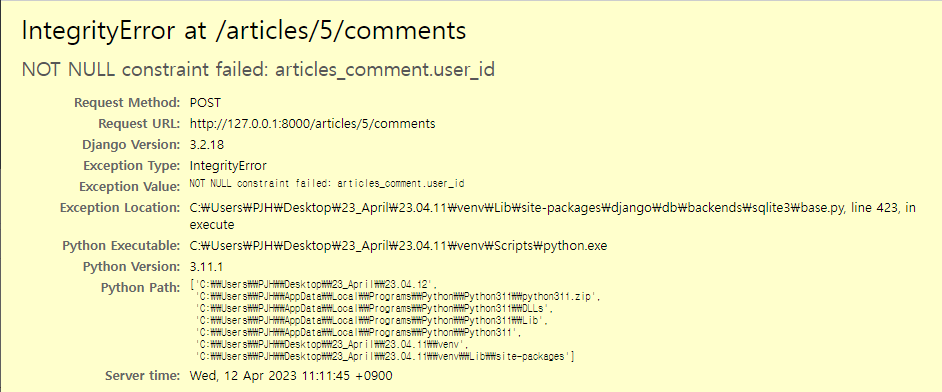 IntegrityError at /articles/5/comments
NOT NULL constraint failed: articles_comment.user_id
Request Method: POST
Request URL: http://127.0.0.1:8000/articles/5/comments
Django Version: 3.2.18
Exception Type: IntegrityError
Exception Value: NOT NULL constraint failed: articles_comment.user_id
Exception Location: C:₩Users₩PJH₩Desktop₩23_April₩23.04.11₩venv₩Lib₩site-packages₩django₩db₩backends₩sqlite3₩base.py, line 423, in
execute
Python Executable: C:₩Users₩PJH₩Desktop₩23_April₩23.04.11₩venv₩Scripts₩python.exe
Python Version: 3.11.1
Python Path: ['C:₩₩Users₩₩PJH₩₩Desktop₩₩23_April₩₩23.04.12',
'C:₩₩Users₩₩PJH₩₩AppData₩₩Local₩₩Programs₩₩Python₩₩Python311₩₩python311.zip',
'C:₩₩Users₩₩PJH₩₩AppData₩₩Local₩₩Programs₩₩Python₩₩Python311₩₩DLLs',
'C:₩₩Users₩₩PJH₩₩AppData₩₩Local₩₩Programs₩₩Python₩₩Python311₩₩Lib',
'C:₩₩Users₩₩PJH₩₩AppData₩₩Local₩₩Programs₩₩Python₩₩Python311',
'C:₩₩Users₩₩PJH₩₩Desktop₩₩23_April₩₩23.04.11₩₩venv',
'C:₩₩Users₩₩PJH₩₩Desktop₩₩23_April₩₩23.04.11₩₩venv₩₩Lib₩₩site-packages']
Server time: Wed, 12 Apr 2023 11:11:45 +0900